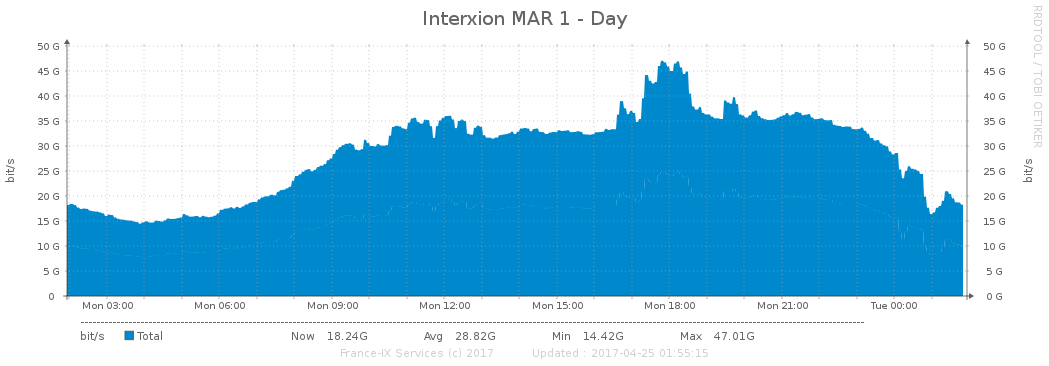 Interxion MAR 1 - Day
RRDTOOL / TOBI OETIKER
50 G 50 G
45 G 45 G
40 G 40 G
35 G 35 G
30 G 30 G
25 G 25 G
20 G 20 G
15 G 15 G
10 G 10 G
5 G 5 G
0 0 G
bit/s bit/s
Mon 03:00 Mon 06:00 Mon 09:00 Mon 12:00 Mon 15:00 Mon 18:00 Mon 21:00 Tue 00:00
bit/s Total Now 18.24G Avg 28.82G Min 14.42G Max 47.01G
France-IX Services (c) 2017 Updated : 2017-04-25 01:55:15